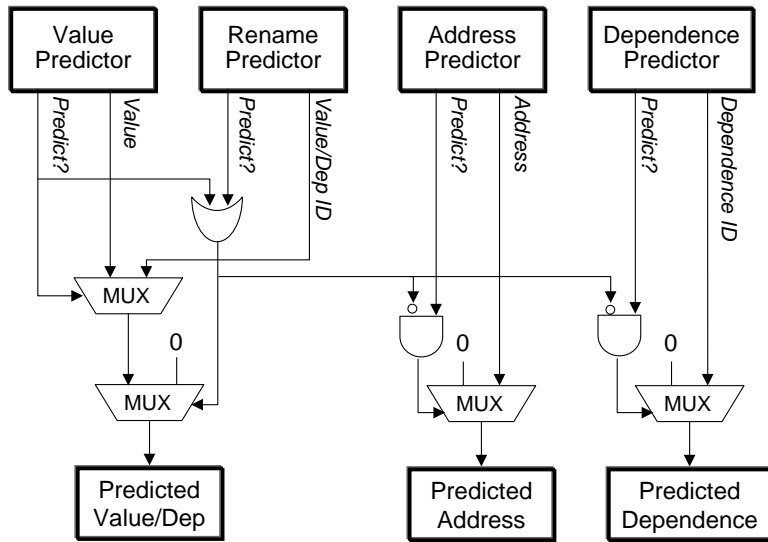 Value
Predictor
Rename
Predictor
Address
Predictor
Dependence
Predictor
Predict?
Value
Predict?
Value/Dep ID
Predict?
Address
Predict?
Dependence ID
MUX
0
0
0
MUX
MUX
MUX
Predicted
Value/Dep
Predicted
Address
Predicted
Dependence